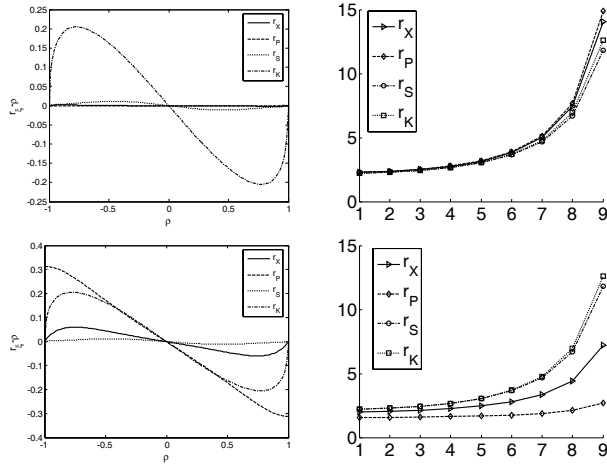 0.25
0.2
0.15
0.1
0.05
0
-0.05
-0.1
-0.15
-0.2
0.25
-1 -0.5 0 0.5 1
r_ξ-ρ
ρ
r_X
r_P
r_S
r_K
15
10
5
0
1 2 3 4 5 6 7 8 9
r_X
r_P
r_S
r_K
0.4
0.3
0.2
0.1
0
-0.1
-0.2
-0.3
-0.4
-1 -0.5 0 0.5 1
r_ξ-ρ
ρ
r_X
r_P
r_S
r_K
15
10
5
0
1 2 3 4 5 6 7 8 9
r_X
r_P
r_S
r_K